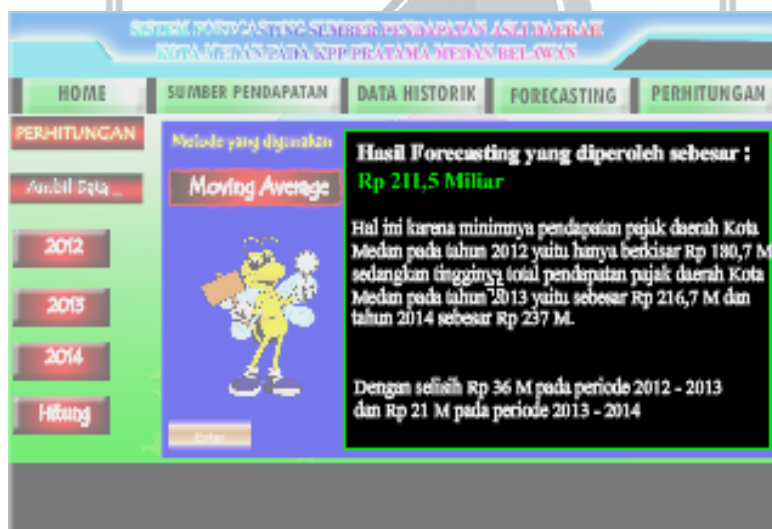 SISTEM FORECASTING SUMBER PENDAPATAN ASLI DAERAH
KOTA MEDAN PADA KPP PRATAMA MEDAN BELAWAN
HOME
SUMBER PENDAPATAN
DATA HISTORIK
FORECASTING
PERHITUNGAN
PERHITUNGAN
Ambil Data
2012
2013
2014
Hitung
Metode yang digunakan
Moving Average
Hasil Forecasting yang diperoleh sebesar :
Rp 211,5 Miliar
Hal ini karena minimnya pendapatan pajak daerah Kota
Medan pada tahun 2012 yaitu hanya berkisar Rp 180,7 M
sedangkan tingginya total pendapatan pajak daerah Kota
Medan pada tahun 2013 yaitu sebesar Rp 216,7 M dan
tahun 2014 sebesar Rp 237 M.
Dengan selisih Rp 36 M pada periode 2012 - 2013
dan Rp 21 M pada periode 2013 - 2014